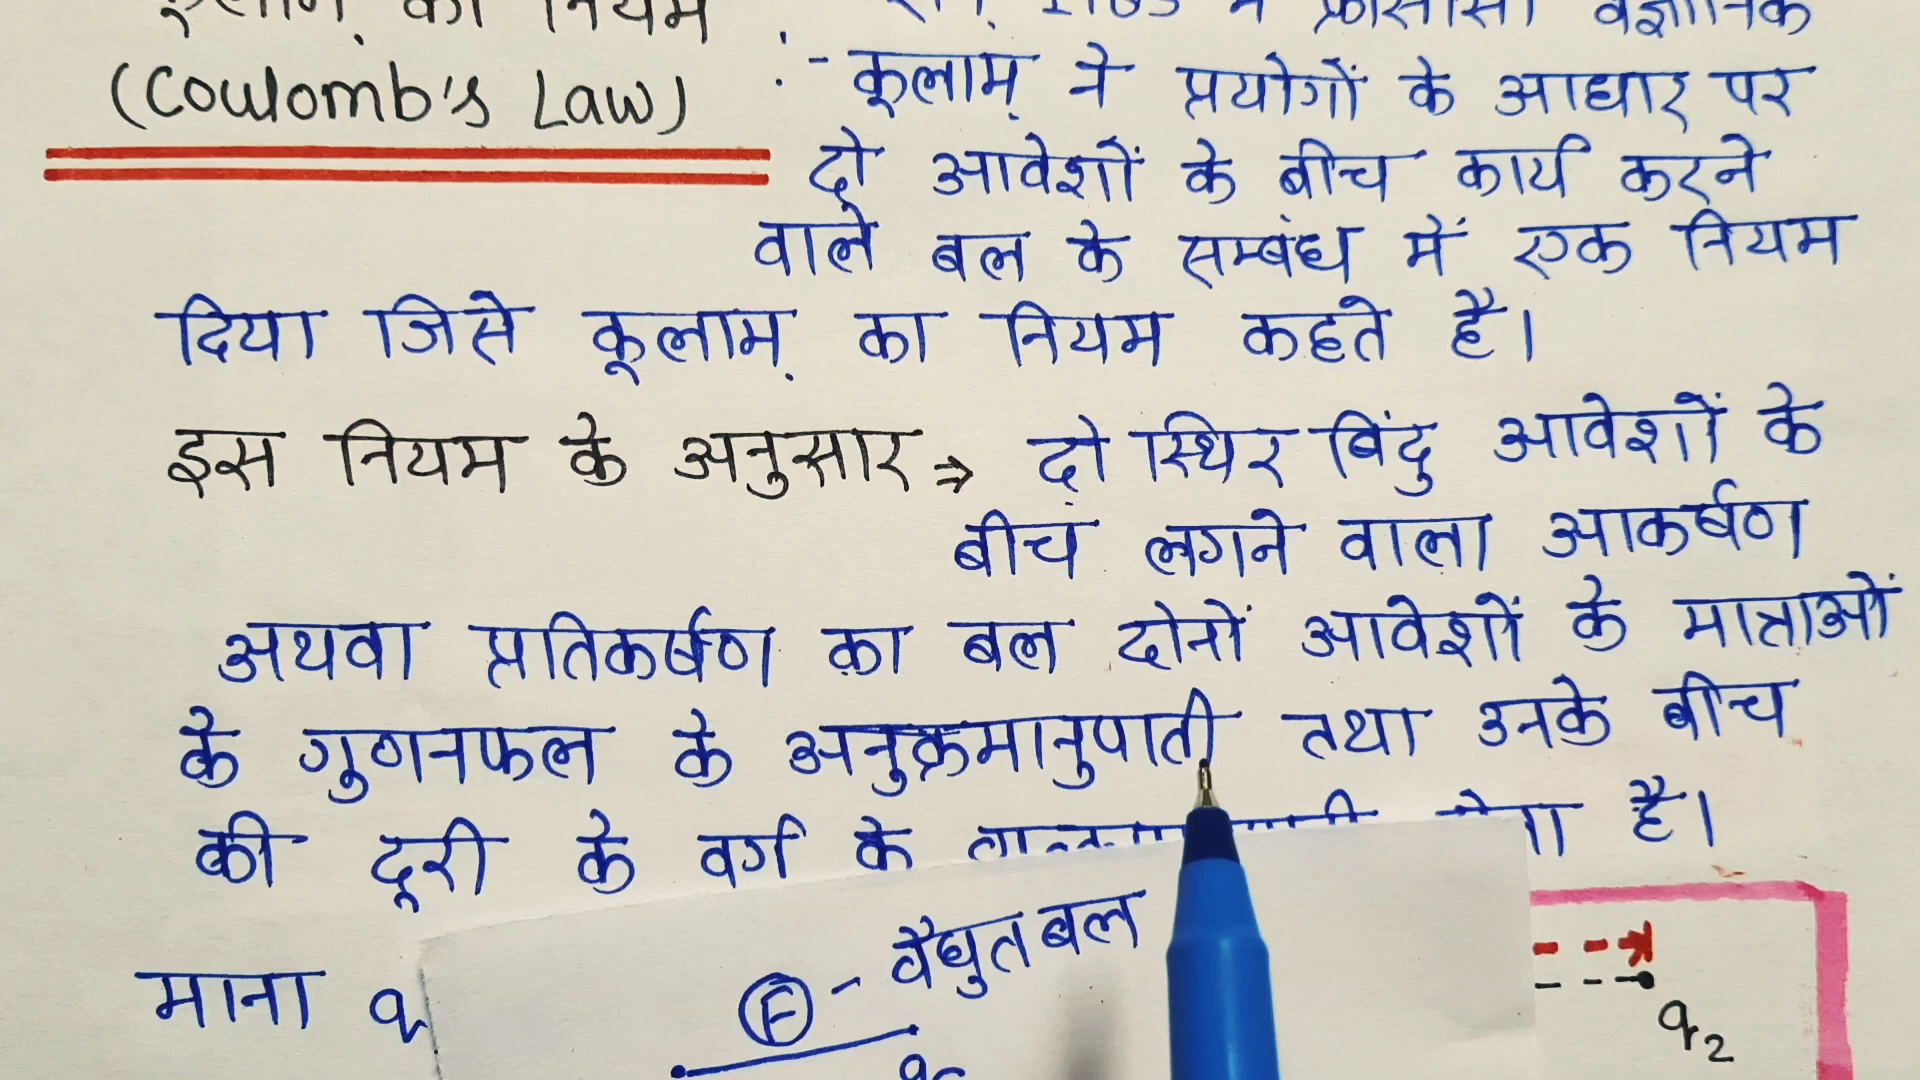 कूलाम् का नियम
(Coulomb's Law)
:- कूलाम् ने प्रयोगों के आधार पर
दो आवेशों के बीच कार्य करने
वाले बल के सम्बंध में एक नियम
दिया जिसे कूलाम् का नियम कहते है।
इस नियम के अनुसार ⇒ दो स्थिर बिंदु आवेशों के
बीच लगने वाला आकर्षण
अथवा प्रतिकर्षण का बल दोनों आवेशों के मात्राओं
के गुणनफल के अनुक्रमानुपाती तथा उनके बीच
की दूरी के वर्ग के है।
माना q
F - वैद्युत बल
q2